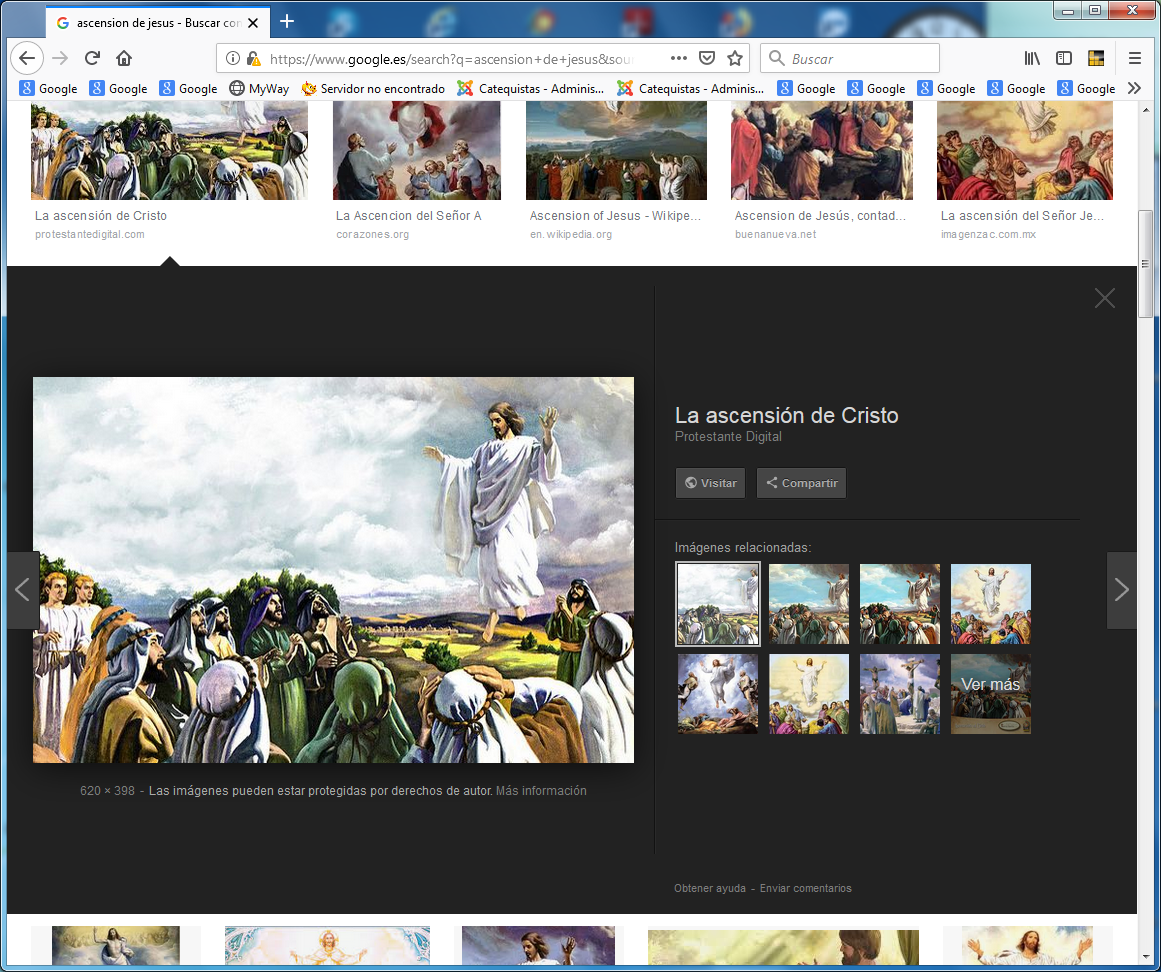 ascension de jesus - Buscar con
https://www.google.es/search?q=ascension+de+jesus&sou
Buscar
Google
Google
Google
MyWay
Servidor no encontrado
Catequistas - Adminis...
Catequistas - Adminis...
Google
Google
Google
Google
Google
La ascensión de Cristo
protestantedigital.com
La Ascencion del Señor A
corazones.org
Ascension of Jesus - Wikipe...
en.wikipedia.org
Ascension de Jesús, contad...
buenanueva.net
La ascensión del Señor Je...
imagenzac.com.mx
La ascensión de Cristo
Protestante Digital
Visitar
Compartir
Imágenes relacionadas:
Ver más
620 × 398 - Las imágenes pueden estar protegidas por derechos de autor. Más información
Obtener ayuda - Enviar comentarios